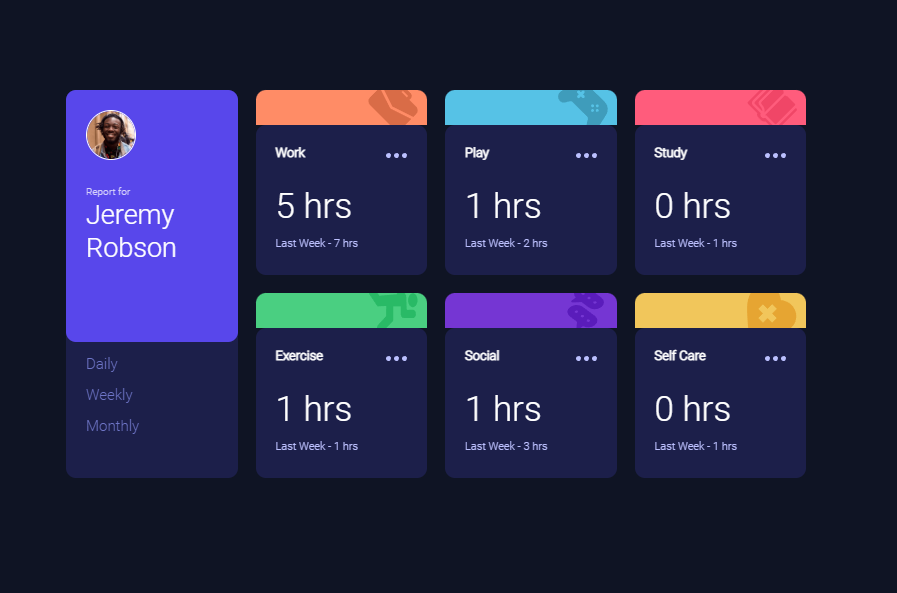 Report for
Jeremy
Robson
Daily
Weekly
Monthly
Work
5 hrs
Last Week - 7 hrs
Play
1 hrs
Last Week - 2 hrs
Study
0 hrs
Last Week - 1 hrs
Exercise
1 hrs
Last Week - 1 hrs
Social
1 hrs
Last Week - 3 hrs
Self Care
0 hrs
Last Week - 1 hrs